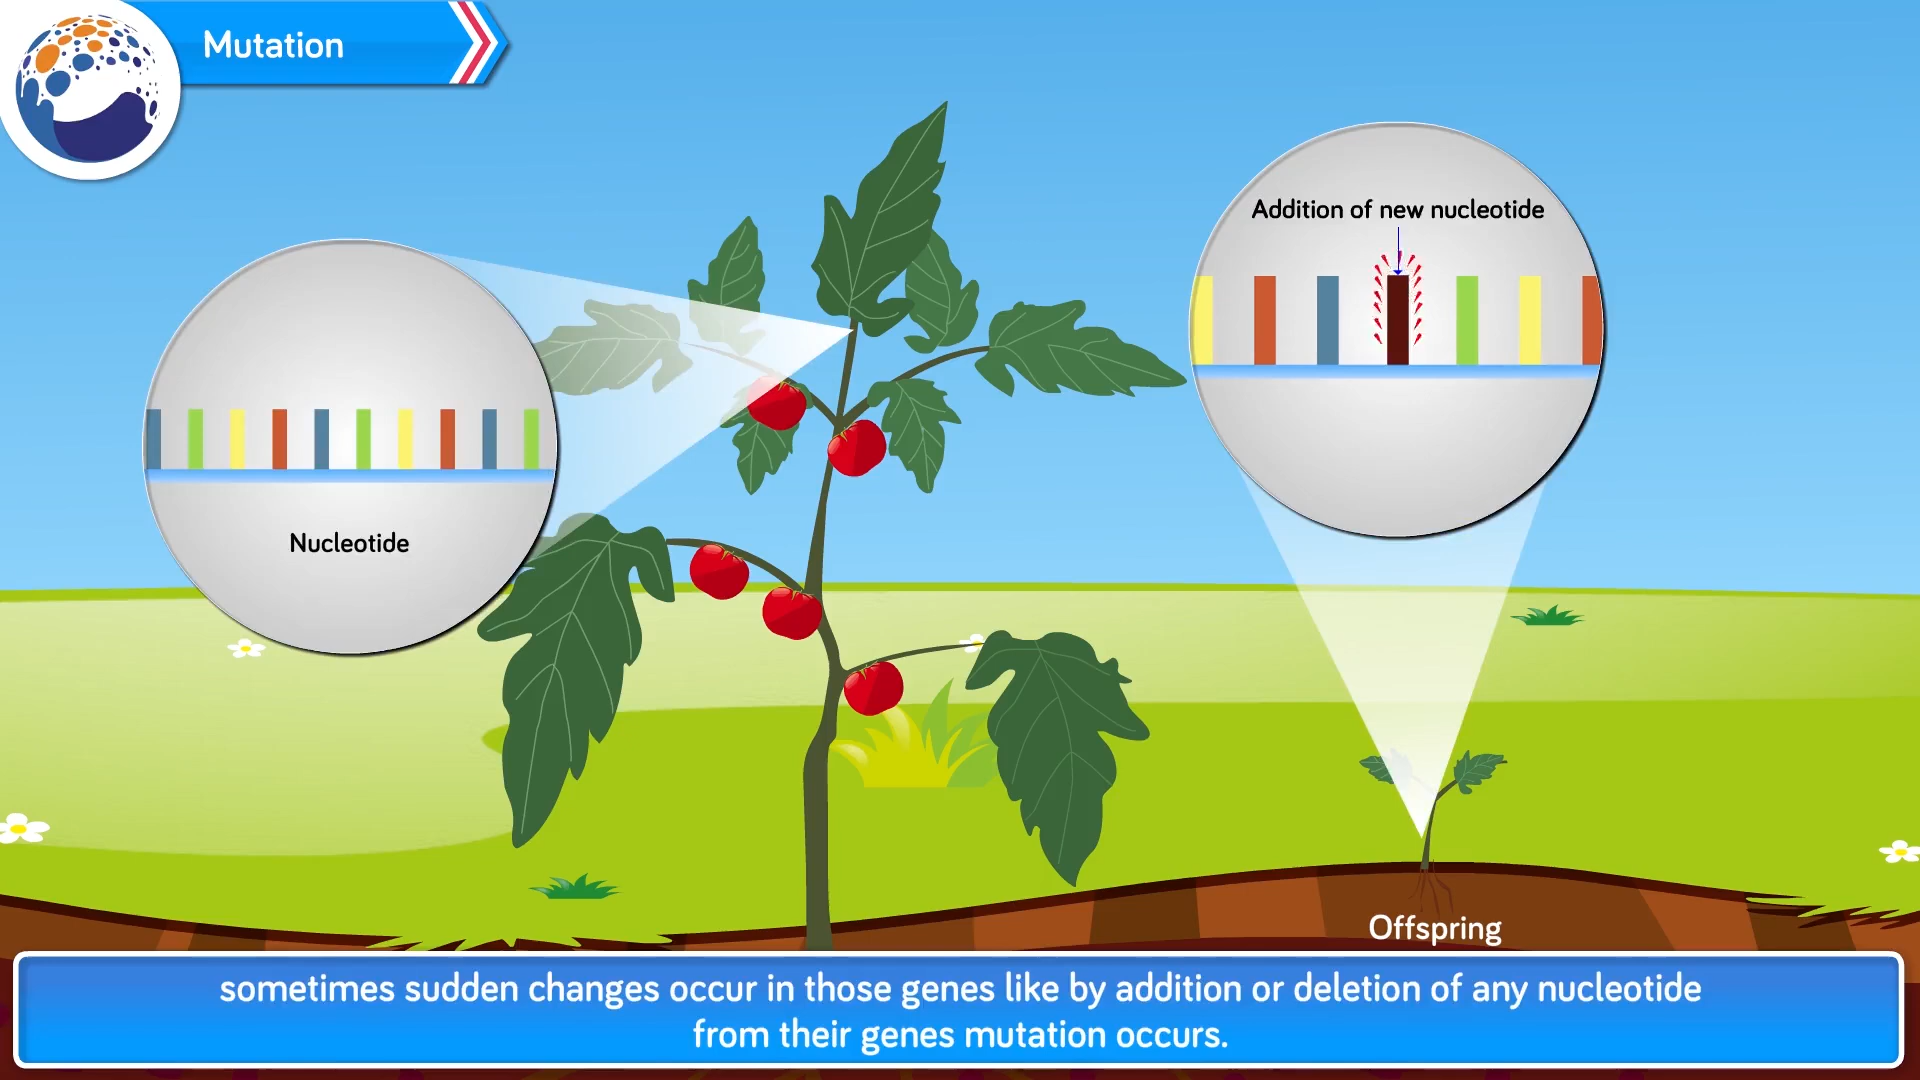 Mutation
Addition of new nucleotide
Nucleotide
Offspring
sometimes sudden changes occur in those genes like by addition or deletion of any nucleotide
from their genes mutation occurs.